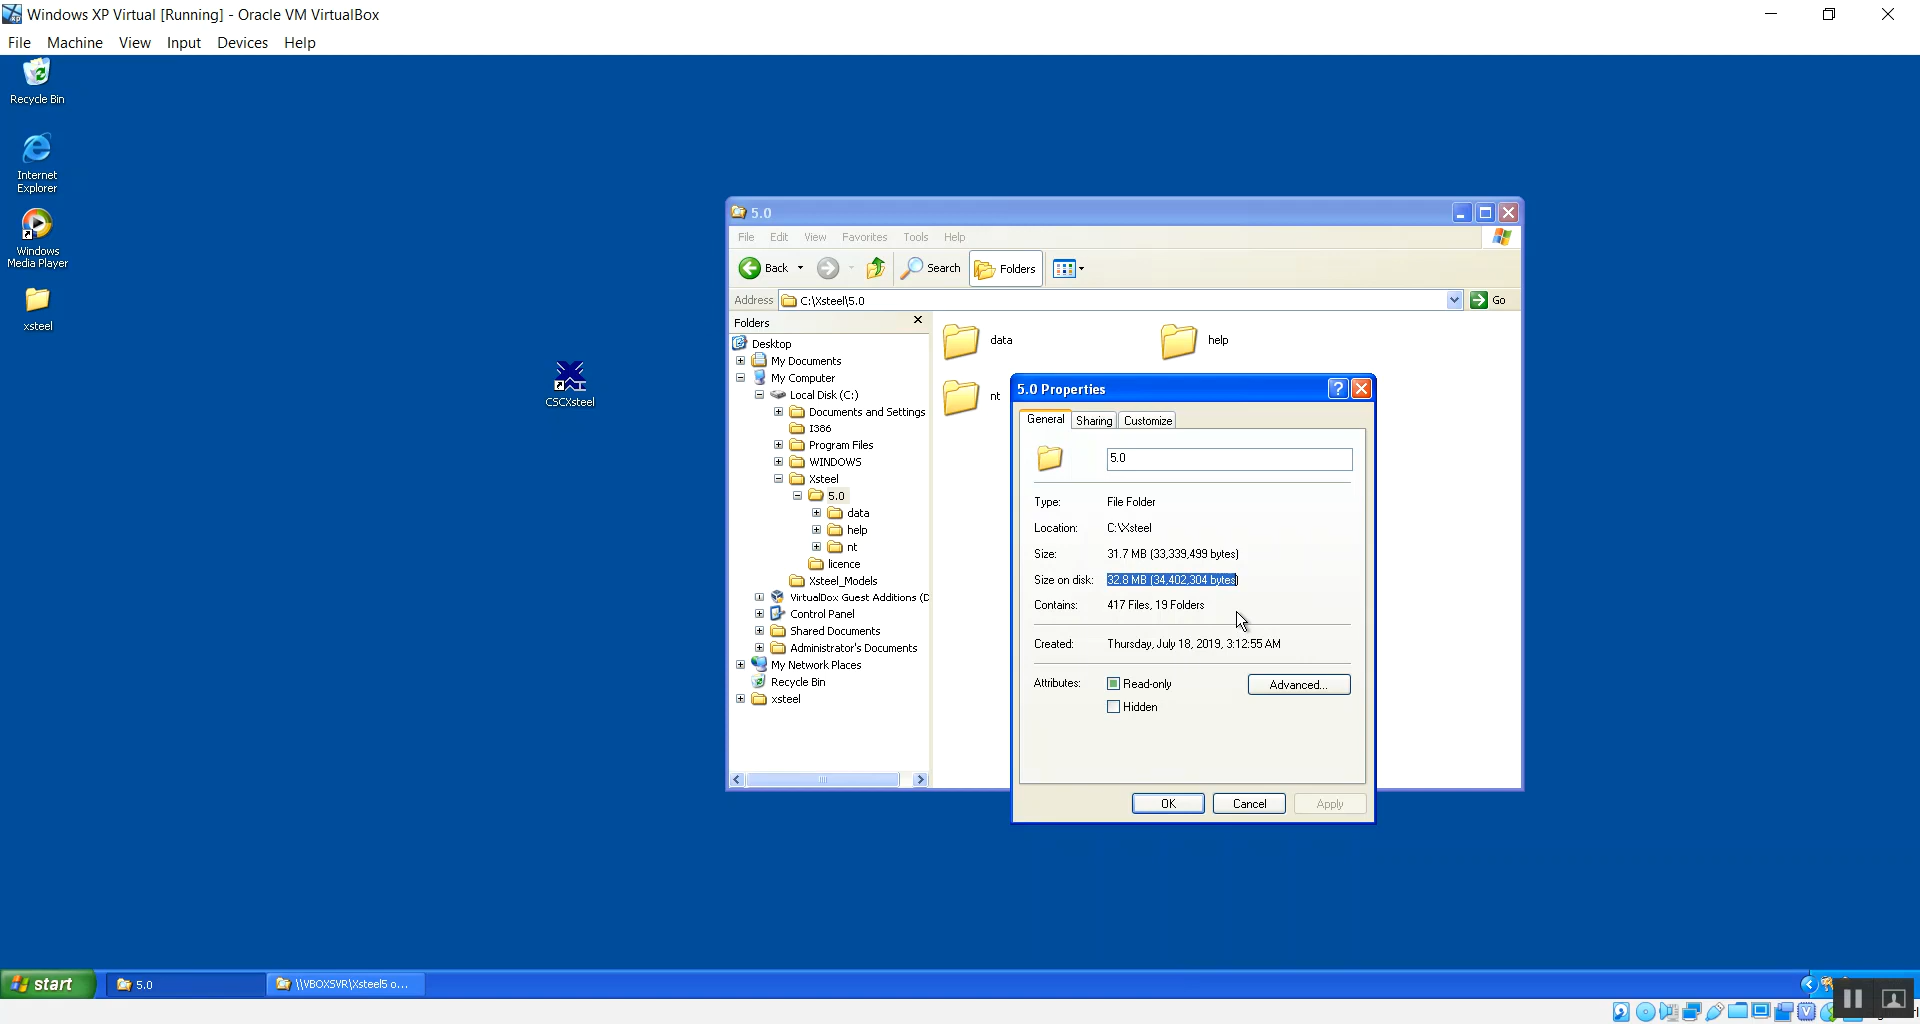 Windows XP Virtual [Running] - Oracle VM VirtualBox
File Machine View Input Devices Help
Recycle Bin
Internet
Explorer
Windows
Media Player
xsteel
CSCXsteel
5.0
File Edit View Favorites Tools Help
Back Search Folders
Address C:\Xsteel\5.0 Go
Folders
Desktop
My Documents
My Computer
Local Disk (C:)
Documents and Settings
I386
Program Files
WINDOWS
Xsteel
5.0
data
help
nt
licence
Xsteel_Models
VirtualBox Guest Additions (D
Control Panel
Shared Documents
Administrator's Documents
My Network Places
Recycle Bin
xsteel
data help
nt
5.0 Properties
General Sharing Customize
5.0
Type: File Folder
Location: C:\Xsteel
Size: 31.7 MB (33,339,499 bytes)
Size on disk: 32.8 MB (34,402,304 bytes)
Contains: 417 Files, 19 Folders
Created: Thursday, July 18, 2019, 3:12:55 AM
Attributes: Read-only Advanced...
Hidden
OK Cancel Apply
start 5.0 \\VBOXSVR\Xsteel5 o...